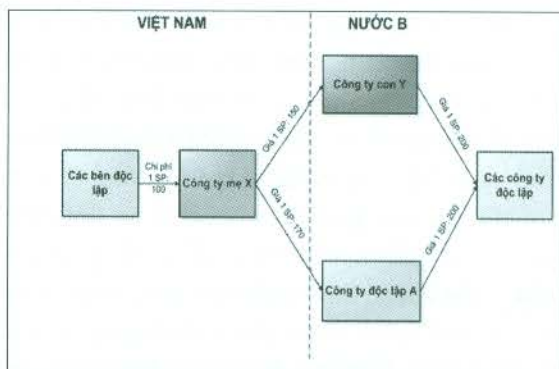 VIỆT NAM
NƯỚC B
Công ty con Y
Giá 1 SP: 150
Giá 1 SP: 200
Các bên độc
lập
Chi phí
1 SP:
100
Công ty mẹ X
Các công ty
độc lập
Giá 1 SP: 170
Giá 1 SP: 200
Công ty độc lập A